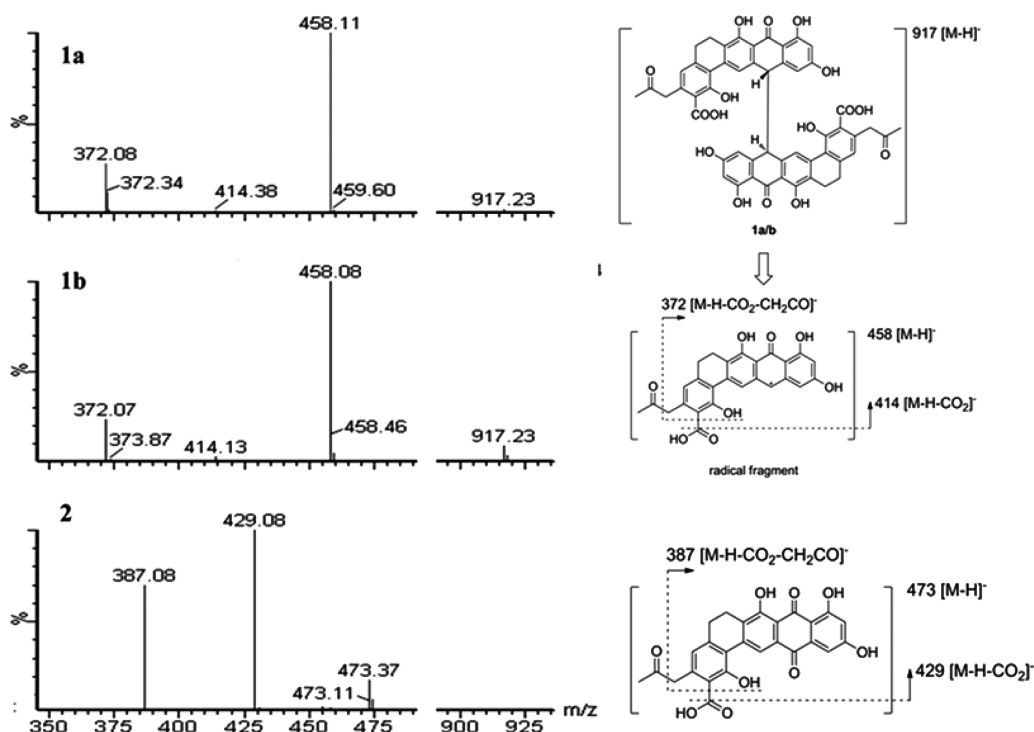 1a
458.11
372.08
372.34
414.38
459.60
917.23
%
1b
458.08
372.07
373.87
414.13
458.46
917.23
%
2
429.08
387.08
473.37
473.11
%
350 375 400 425 450 475 900 925 m/z
917 [M-H]-
OH O OH
OH
H
O
OH
COOH
COOH
OH
O
H
HO
OH O OH
1a/b
372 [M-H-CO2-CH2CO]-
458 [M-H]-
OH O OH
OH
O
OH
414 [M-H-CO2]-
HO O
radical fragment
387 [M-H-CO2-CH2CO]-
473 [M-H]-
OH O OH
OH
O
OH O
429 [M-H-CO2]-
HO O